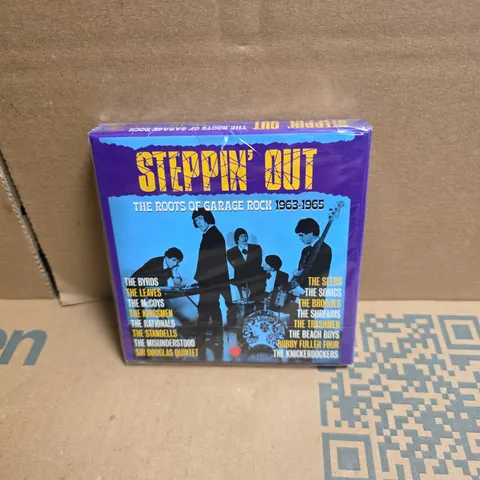 THE ROOTS OF GARAGE ROCK
STEPPIN' OUT
STEPPIN' OUT
THE ROOTS OF GARAGE ROCK 1963-1965
THE BYRDS
THE LEAVES
THE McCOYS
THE KINGSMEN
THE RATIONALS
THE STANDELLS
THE MISUNDERSTOOD
SIR DOUGLAS QUINTET
THE SEEDS
THE SONICS
THE BROGUES
THE SURFARIS
THE TRASHMEN
THE BEACH BOYS
BOBBY FULLER FOUR
THE KNICKERBOCKERS